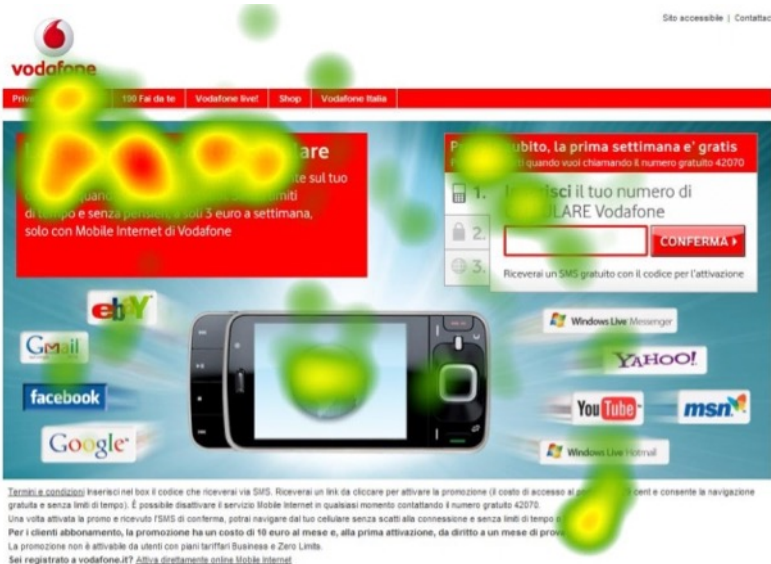 Sito accessibile | Contattac
vodafone
190 Fai da te
Vodafone live!
Shop
Vodafone Italia
are
te sul tuo
miti
di tempo e senza pensieri, a soli 3 euro a settimana,
solo con Mobile Internet di Vodafone
ubito, la prima settimana e' gratis
quando vuoi chiamando il numero gratuito 42070
1. Inserisci il tuo numero di
CELLULARE Vodafone
2.
CONFERMA
3.
Riceverai un SMS gratuito con il codice per l'attivazione
ebY
Gmail
facebook
Google
Windows Live Messenger
YAHOO!
YouTube
msn
Windows Live Hotmail
Termini e condizioni Inserisci nel box il codice che riceverai via SMS. Riceverai un link da cliccare per attivare la promozione (il costo di accesso al cent e consente la navigazione
gratuita e senza limiti di tempo). È possibile disattivare il servizio Mobile Internet in qualsiasi momento contattando il numero gratuito 42070.
Una volta attivata la promo e ricevuto l'SMS di conferma, potrai navigare dal tuo cellulare senza scatti alla connessione e senza limiti di tempo
Per i clienti abbonamento, la promozione ha un costo di 10 euro al mese e, alla prima attivazione, da diritto a un mese di
La promozione non è attivabile da utenti con piani tariffari Business e Zero Limits.
Sei registrato a vodafone.it? Attiva direttamente online Mobile Internet